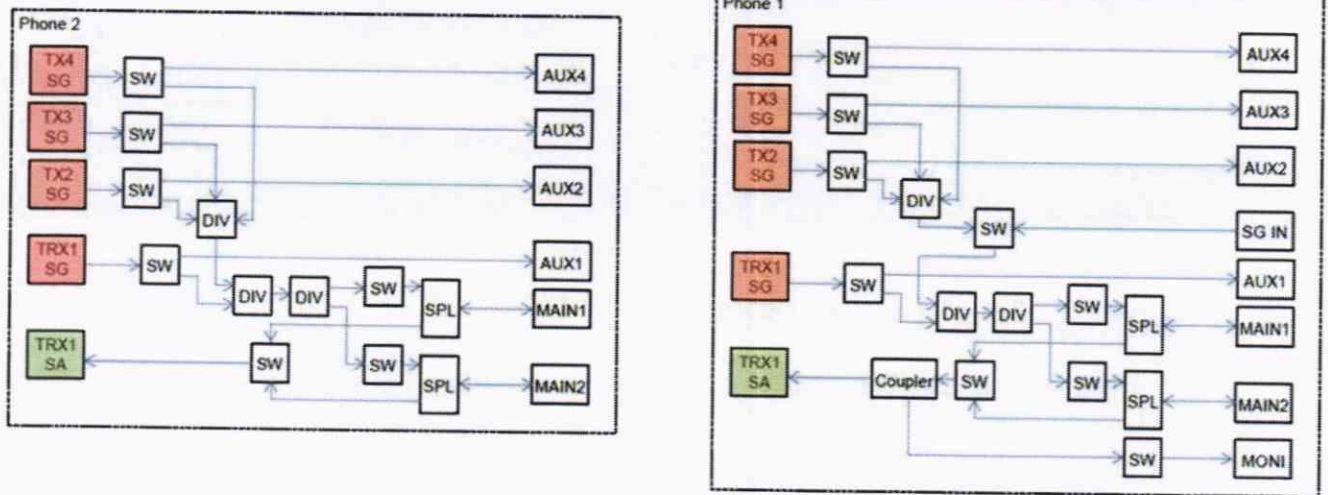 Phone 2
TX4
SG
SW
AUX4
TX3
SG
SW
AUX3
TX2
SG
SW
AUX2
DIV
TRX1
SG
SW
AUX1
DIV
DIV
SW
SPL
MAIN1
TRX1
SA
SW
SW
SPL
MAIN2
Phone 1
TX4
SG
SW
AUX4
TX3
SG
SW
AUX3
TX2
SG
SW
AUX2
DIV
SW
SG IN
TRX1
SG
SW
AUX1
DIV
DIV
SW
SPL
MAIN1
TRX1
SA
Coupler
SW
SW
SPL
MAIN2
SW
MONI